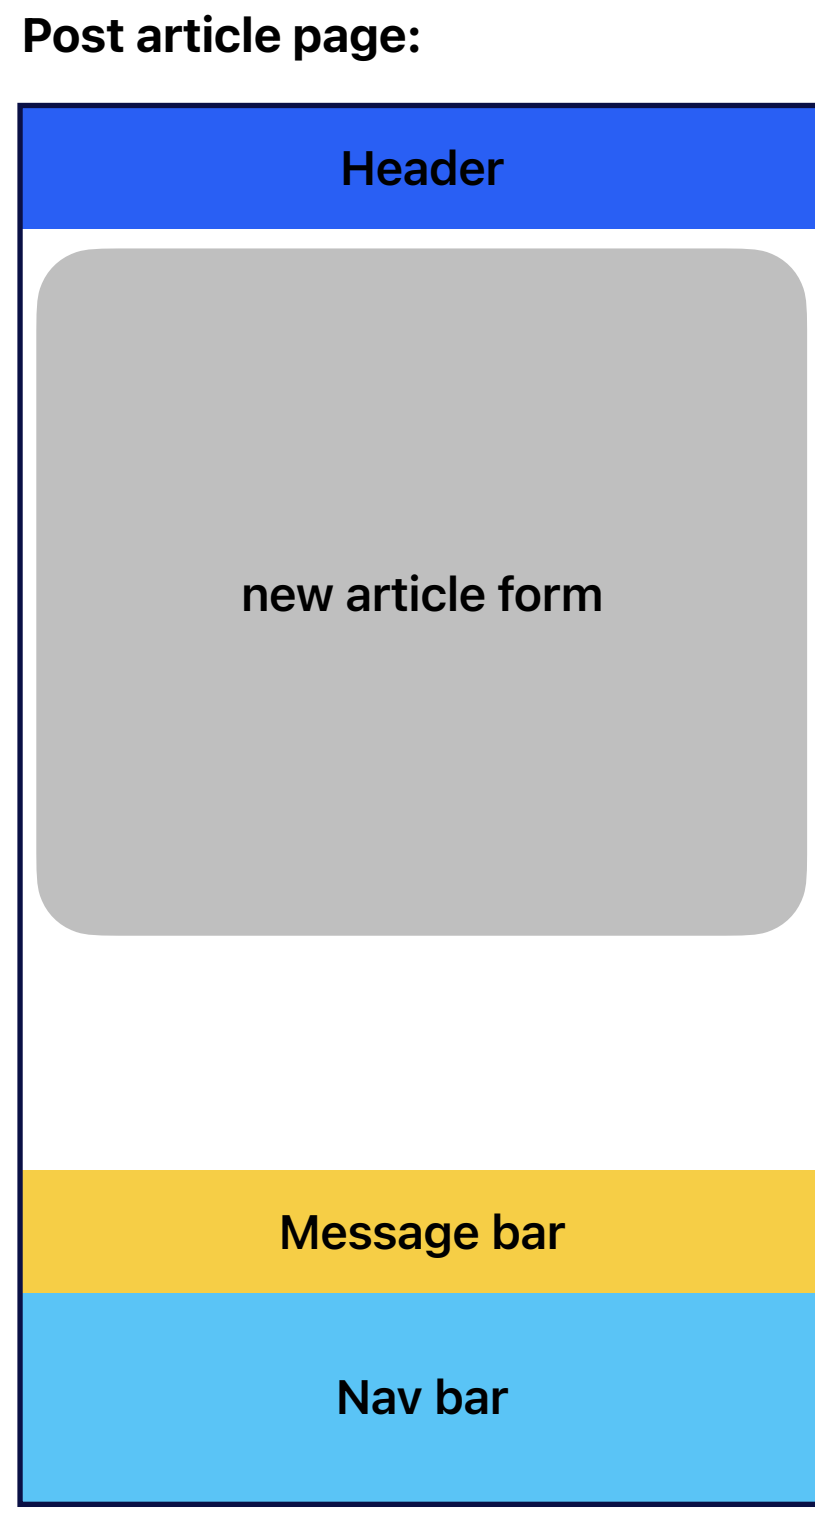 Post article page:
Header
new article form
Message bar
Nav bar